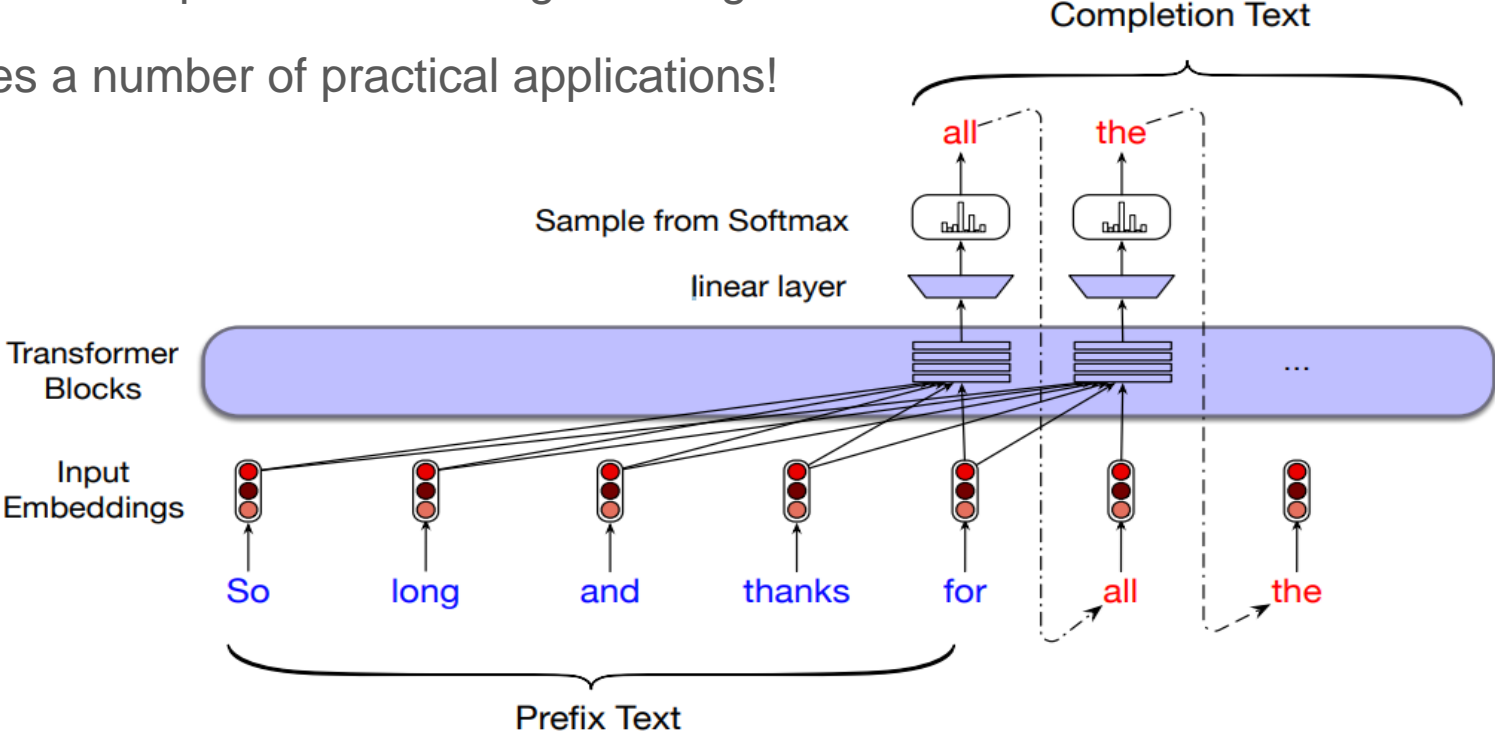 es a number of practical applications!
Completion Text
all
the
Sample from Softmax
linear layer
Transformer
Blocks
...
Input
Embeddings
So long and thanks for all the
Prefix Text